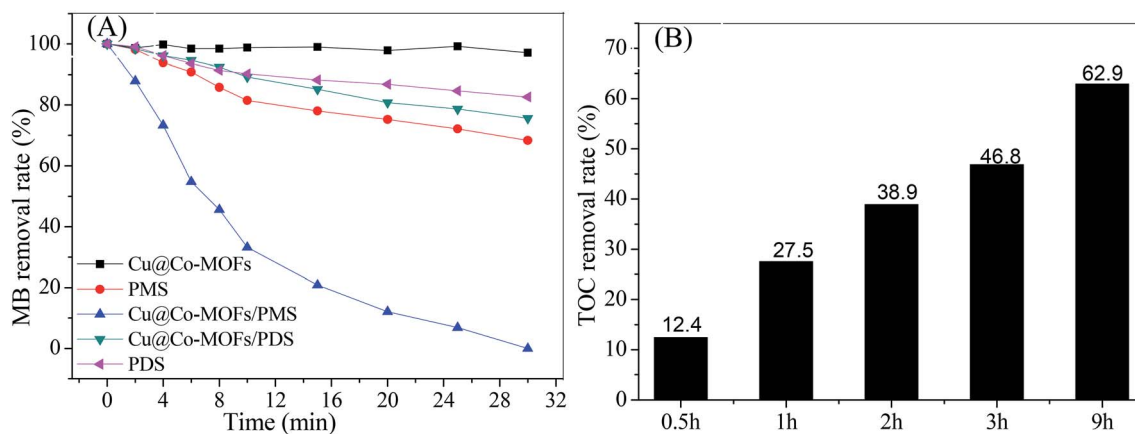 (A)
MB removal rate (%)
100
80
60
40
20
0
Cu@Co-MOFs
PMS
Cu@Co-MOFs/PMS
Cu@Co-MOFs/PDS
PDS
0 4 8 12 16 20 24 28 32
Time (min)
(B)
TOC removal rate (%)
70
60
50
40
30
20
10
0
12.4
27.5
38.9
46.8
62.9
0.5h 1h 2h 3h 9h